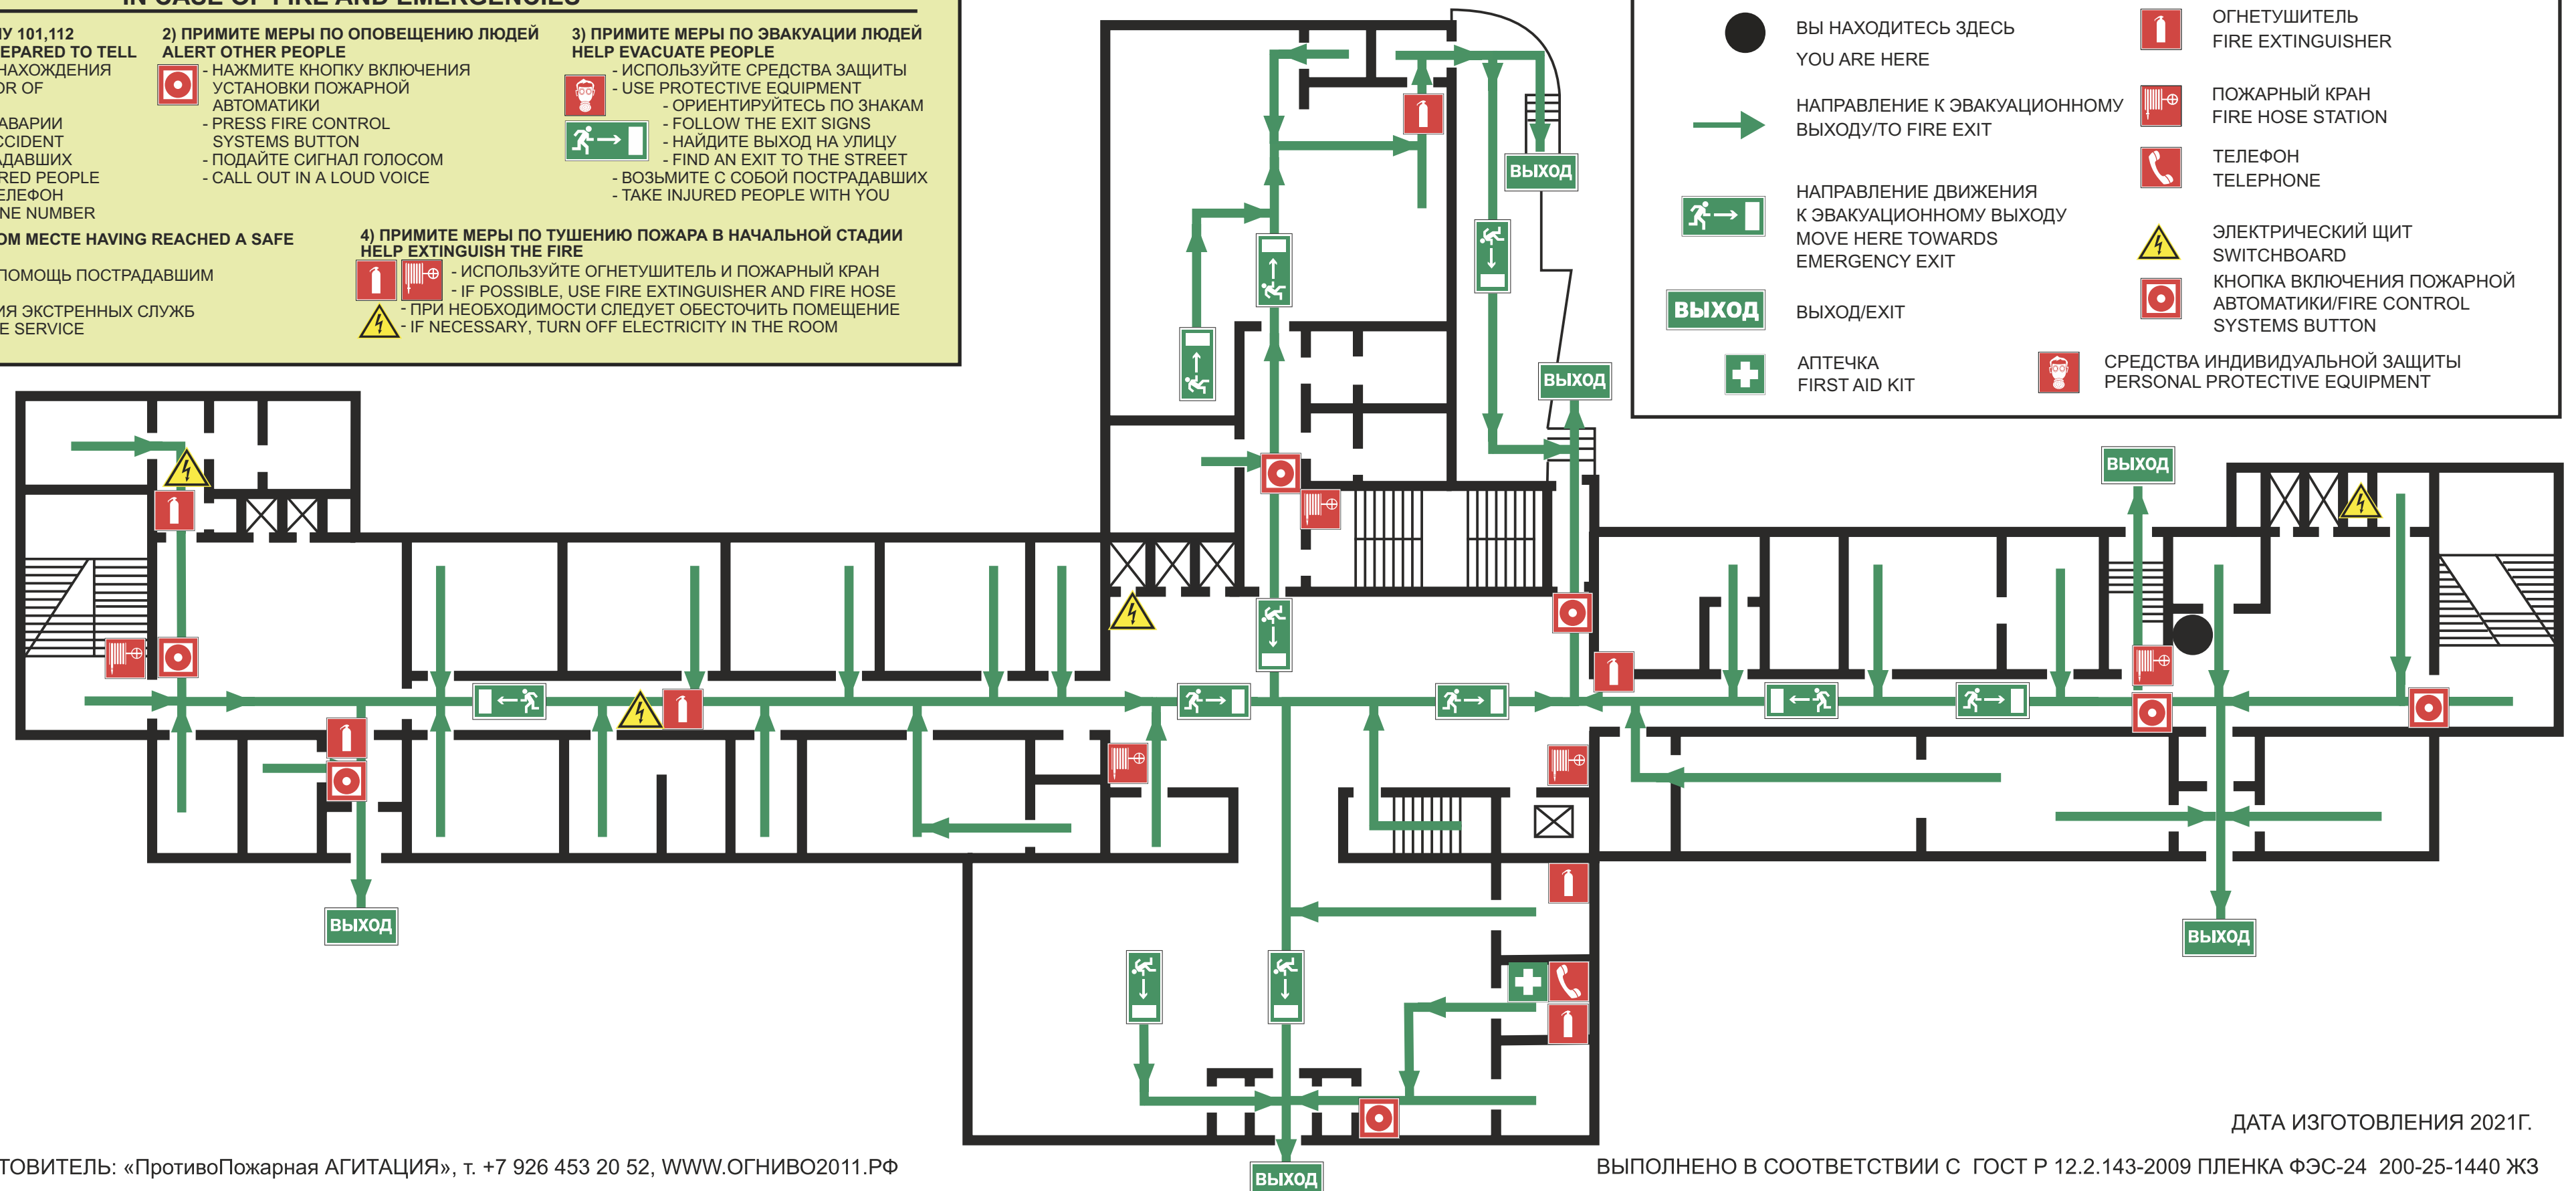 IN CASE OF FIRE AND EMERGENCIES
101,112
TO TELL
OR OF
АВАРИИ
RED PEOPLE
NUMBER
МЕСТЕ HAVING REACHED A SAFE
ПОМОЩЬ ПОСТРАДАВШИМ
ЭКСТРЕННЫХ СЛУЖБ
SERVICE
2) ПРИМИТЕ МЕРЫ ПО ОПОВЕЩЕНИЮ ЛЮДЕЙ
ALERT OTHER PEOPLE
- НАЖМИТЕ КНОПКУ ВКЛЮЧЕНИЯ
УСТАНОВКИ ПОЖАРНОЙ
АВТОМАТИКИ
- PRESS FIRE CONTROL
SYSTEMS BUTTON
- ПОДАЙТЕ СИГНАЛ ГОЛОСОМ
- CALL OUT IN A LOUD VOICE
3) ПРИМИТЕ МЕРЫ ПО ЭВАКУАЦИИ ЛЮДЕЙ
HELP EVACUATE PEOPLE
- ИСПОЛЬЗУЙТЕ СРЕДСТВА ЗАЩИТЫ
- USE PROTECTIVE EQUIPMENT
- ОРИЕНТИРУЙТЕСЬ ПО ЗНАКАМ
- FOLLOW THE EXIT SIGNS
- НАЙДИТЕ ВЫХОД НА УЛИЦУ
- FIND AN EXIT TO THE STREET
- ВОЗЬМИТЕ С СОБОЙ ПОСТРАДАВШИХ
- TAKE INJURED PEOPLE WITH YOU
4) ПРИМИТЕ МЕРЫ ПО ТУШЕНИЮ ПОЖАРА В НАЧАЛЬНОЙ СТАДИИ
HELP EXTINGUISH THE FIRE
- ИСПОЛЬЗУЙТЕ ОГНЕТУШИТЕЛЬ И ПОЖАРНЫЙ КРАН
- IF POSSIBLE, USE FIRE EXTINGUISHER AND FIRE HOSE
- ПРИ НЕОБХОДИМОСТИ СЛЕДУЕТ ОБЕСТОЧИТЬ ПОМЕЩЕНИЕ
- IF NECESSARY, TURN OFF ELECTRICITY IN THE ROOM
ВЫ НАХОДИТЕСЬ ЗДЕСЬ
YOU ARE HERE
НАПРАВЛЕНИЕ К ЭВАКУАЦИОННОМУ
ВЫХОДУ/TO FIRE EXIT
НАПРАВЛЕНИЕ ДВИЖЕНИЯ
К ЭВАКУАЦИОННОМУ ВЫХОДУ
MOVE HERE TOWARDS
EMERGENCY EXIT
ВЫХОД
ВЫХОД/EXIT
АПТЕЧКА
FIRST AID KIT
ОГНЕТУШИТЕЛЬ
FIRE EXTINGUISHER
ПОЖАРНЫЙ КРАН
FIRE HOSE STATION
ТЕЛЕФОН
TELEPHONE
ЭЛЕКТРИЧЕСКИЙ ЩИТ
SWITCHBOARD
КНОПКА ВКЛЮЧЕНИЯ ПОЖАРНОЙ
АВТОМАТИКИ/FIRE CONTROL
SYSTEMS BUTTON
СРЕДСТВА ИНДИВИДУАЛЬНОЙ ЗАЩИТЫ
PERSONAL PROTECTIVE EQUIPMENT
ВЫХОД
ВЫХОД
ВЫХОД
ВЫХОД
ВЫХОД
ВЫХОД
ДАТА ИЗГОТОВЛЕНИЯ 2021Г.
«ПротивоПожарная АГИТАЦИЯ», т. +7 926 453 20 52, WWW.ОГНИВО2011.РФ
ВЫПОЛНЕНО В СООТВЕТСТВИИ С ГОСТ Р 12.2.143-2009 ПЛЕНКА ФЭС-24 200-25-1440 ЖЗ